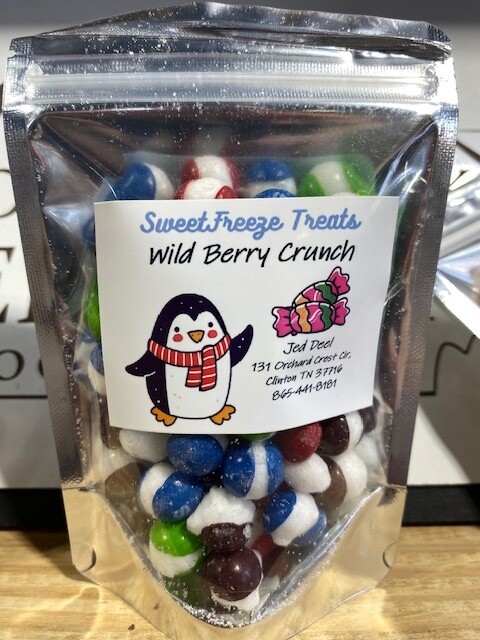 SweetFreeze Treats
Wild Berry Crunch
Jed Deel
131 Orchard Crest Cir,
Clinton TN 37716
865-441-8181